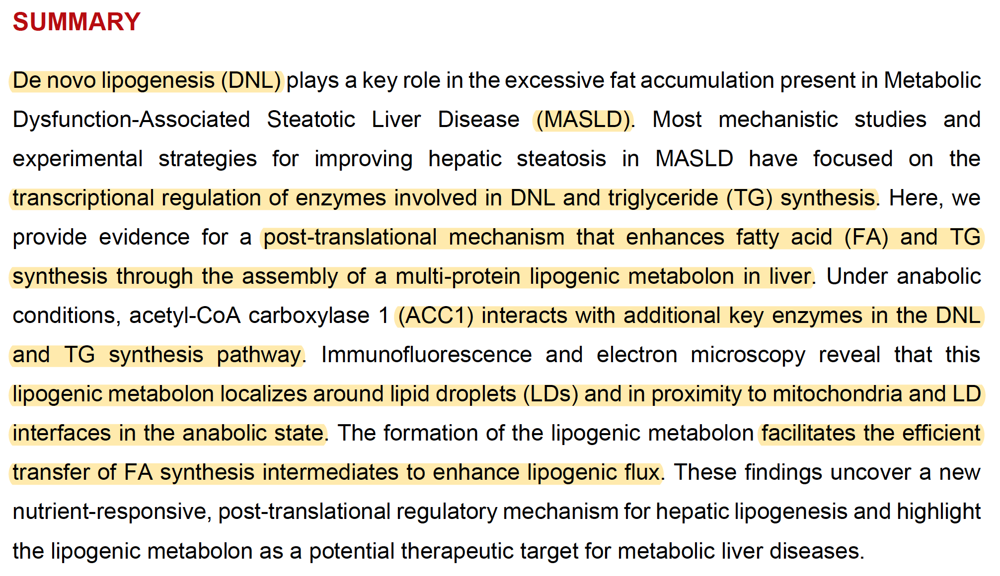 SUMMARY
De novo lipogenesis (DNL) plays a key role in the excessive fat accumulation present in Metabolic
Dysfunction-Associated Steatotic Liver Disease (MASLD). Most mechanistic studies and
experimental strategies for improving hepatic steatosis in MASLD have focused on the
transcriptional regulation of enzymes involved in DNL and triglyceride (TG) synthesis. Here, we
provide evidence for a post-translational mechanism that enhances fatty acid (FA) and TG
synthesis through the assembly of a multi-protein lipogenic metabolon in liver. Under anabolic
conditions, acetyl-CoA carboxylase 1 (ACC1) interacts with additional key enzymes in the DNL
and TG synthesis pathway. Immunofluorescence and electron microscopy reveal that this
lipogenic metabolon localizes around lipid droplets (LDs) and in proximity to mitochondria and LD
interfaces in the anabolic state. The formation of the lipogenic metabolon facilitates the efficient
transfer of FA synthesis intermediates to enhance lipogenic flux. These findings uncover a new
nutrient-responsive, post-translational regulatory mechanism for hepatic lipogenesis and highlight
the lipogenic metabolon as a potential therapeutic target for metabolic liver diseases.